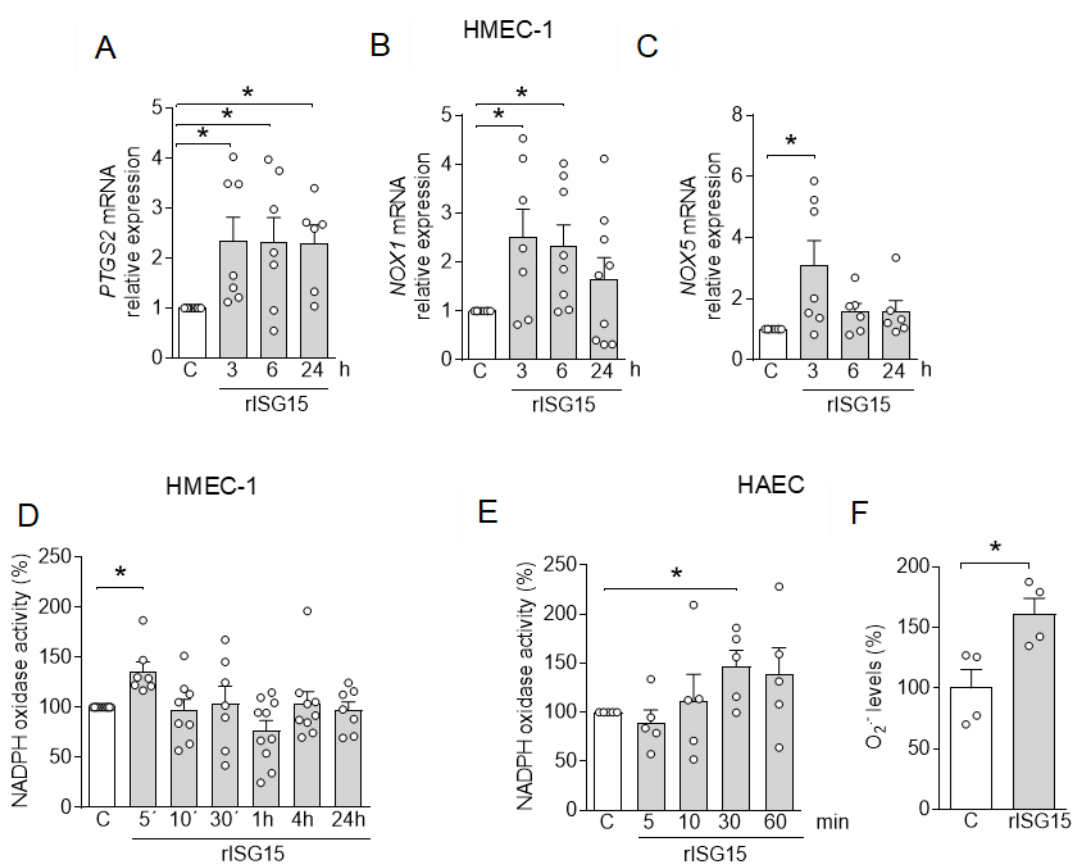 HMEC-1
A
B
C
*
*
*
PTGS2 mRNA
relative expression
5
4
3
2
1
0
C 3 6 24 h
rISG15
*
*
NOX1 mRNA
relative expression
5
4
3
2
1
0
C 3 6 24 h
rISG15
*
NOX5 mRNA
relative expression
8
6
4
2
0
C 3 6 24 h
rISG15
HMEC-1
HAEC
D
E
F
*
NADPH oxidase activity (%)
250
200
150
100
50
0
C 5´ 10´ 30´ 1h 4h 24h
rISG15
*
NADPH oxidase activity (%)
250
200
150
100
50
0
C 5 10 30 60 min
rISG15
*
O₂·⁻ levels (%)
200
150
100
50
0
C rISG15